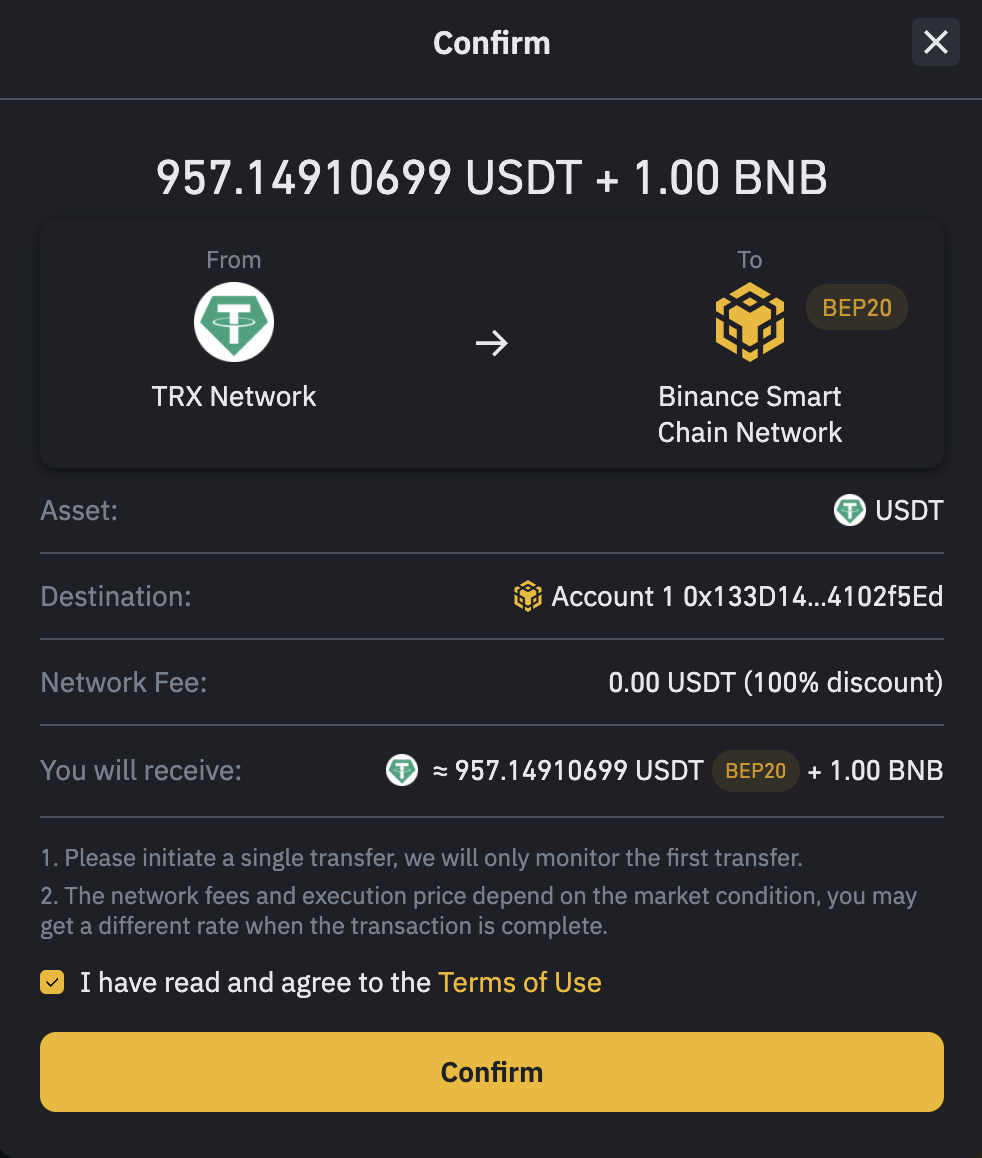 Confirm
957.14910699 USDT + 1.00 BNB
From
To
BEP20
TRX Network
Binance Smart
Chain Network
Asset: USDT
Destination: Account 1 0x133D14...4102f5Ed
Network Fee: 0.00 USDT (100% discount)
You will receive: ≈ 957.14910699 USDT BEP20 + 1.00 BNB
1. Please initiate a single transfer, we will only monitor the first transfer.
2. The network fees and execution price depend on the market condition, you may
get a different rate when the transaction is complete.
I have read and agree to the Terms of Use
Confirm